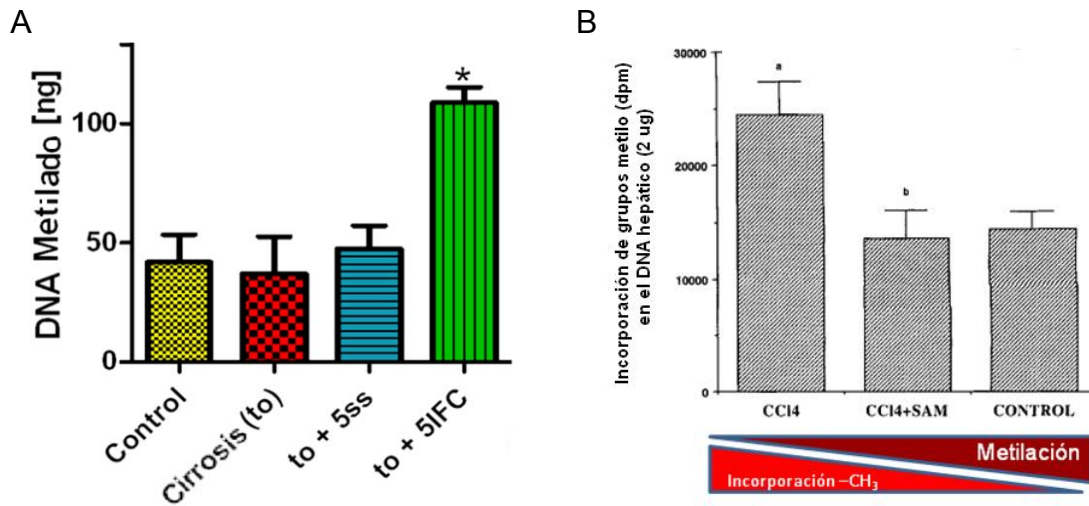 A
DNA Metilado [ng]
100
50
0
*
Control
Cirrosis (to)
to + 5ss
to + 5IFC
B
Incorporación de grupos metilo (dpm)
en el DNA hepático (2 ug)
30000
20000
10000
0
a
b
CCl4
CCl4+SAM
CONTROL
Metilación
Incorporación –CH₃